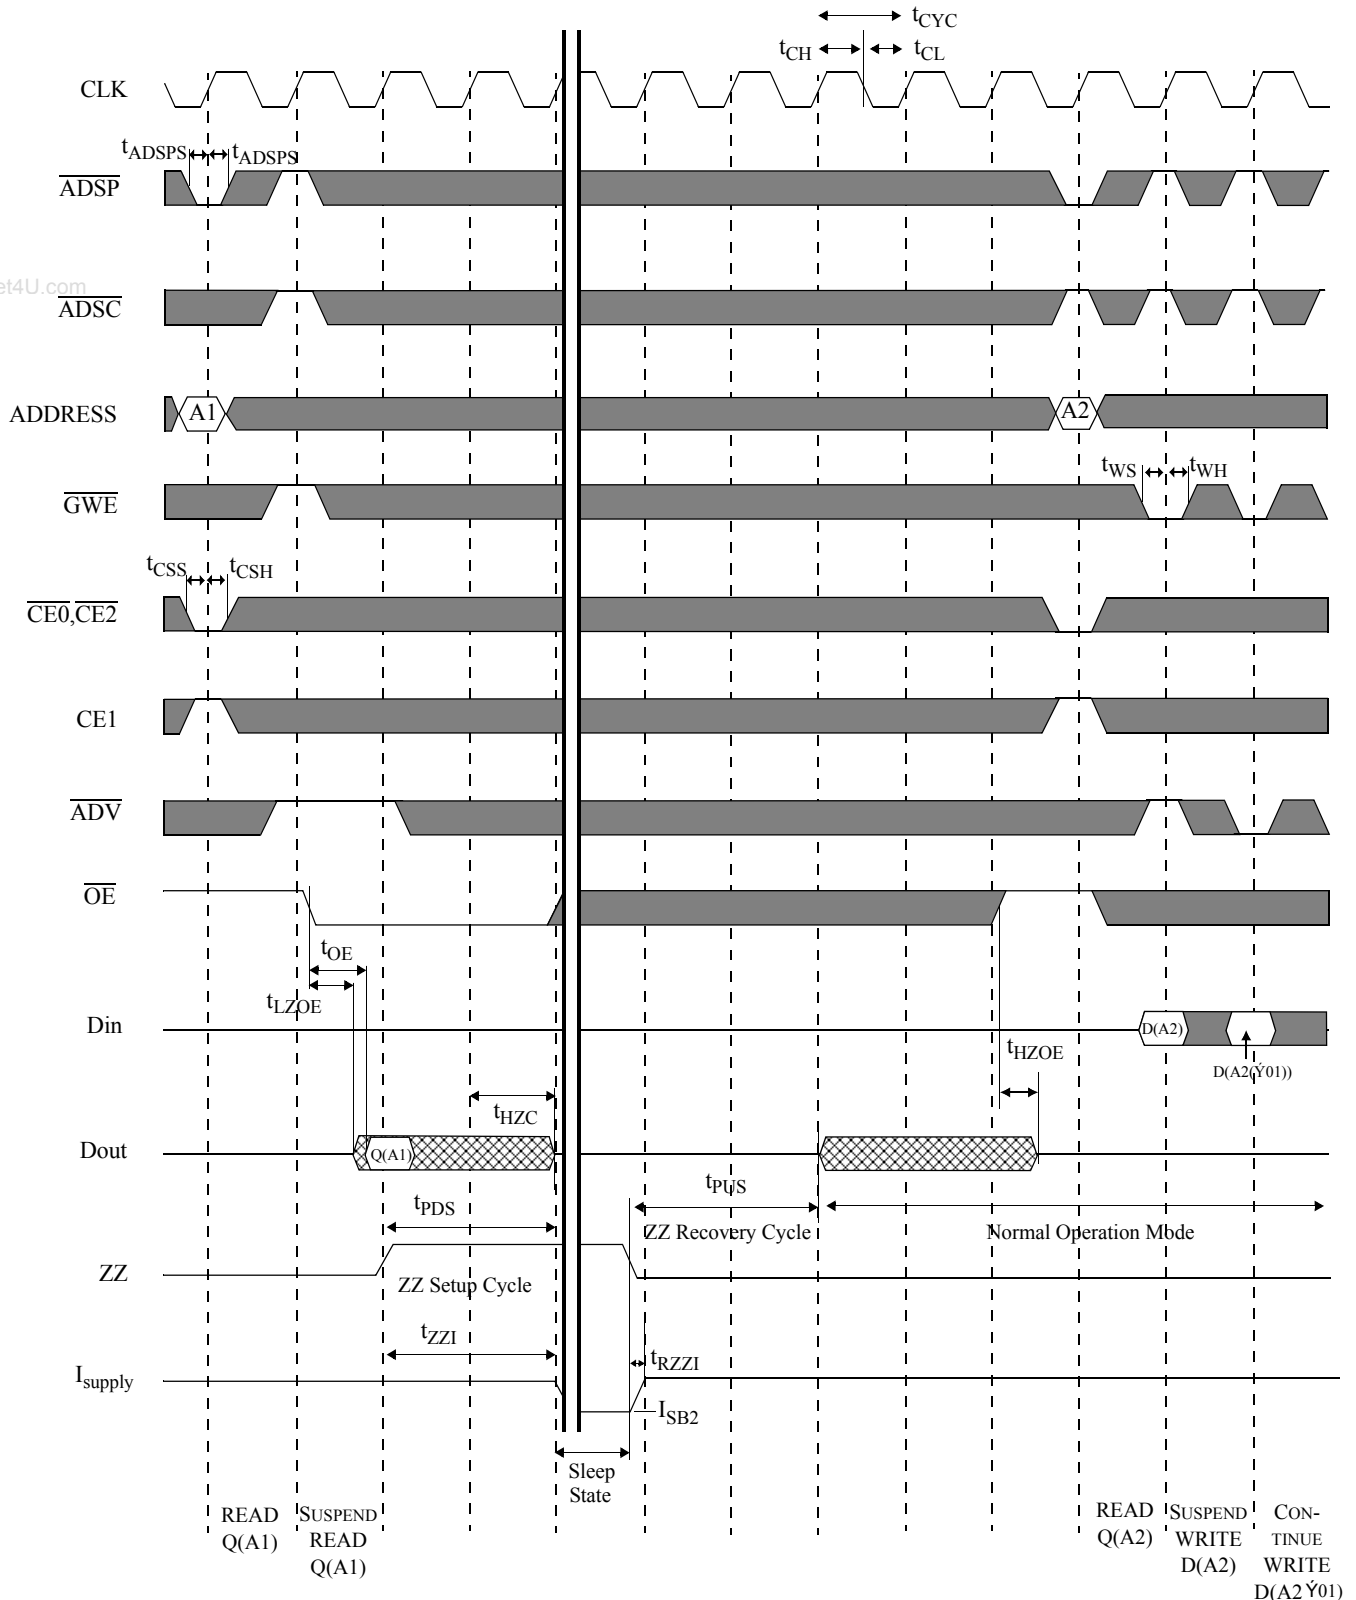 tCYC
tCH tCL
CLK
tADSPS tADSPS
ADSP
et4U.com
ADSC
ADDRESS A1 A2
tWS tWH
GWE
tCSS tCSH
CE0,CE2
CE1
ADV
OE
tOE
tLZOE
Din D(A2)
tHZOE
D(A2(Ý01))
tHZC
Dout Q(A1)
tPUS
tPDS
ZZ Recovery Cycle Normal Operation Mode
ZZ
ZZ Setup Cycle
tZZI
tRZZI
Isupply
ISB2
Sleep
State
READ
Q(A1)
SUSPEND
READ
Q(A1)
READ
Q(A2)
SUSPEND
WRITE
D(A2)
CON-
TINUE
WRITE
D(A2Ý01)